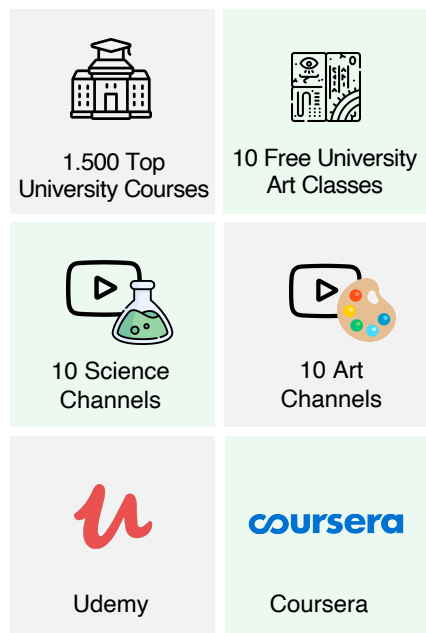 1.500 Top
University Courses
10 Free University
Art Classes
10 Science
Channels
10 Art
Channels
u
Udemy
coursera
Coursera